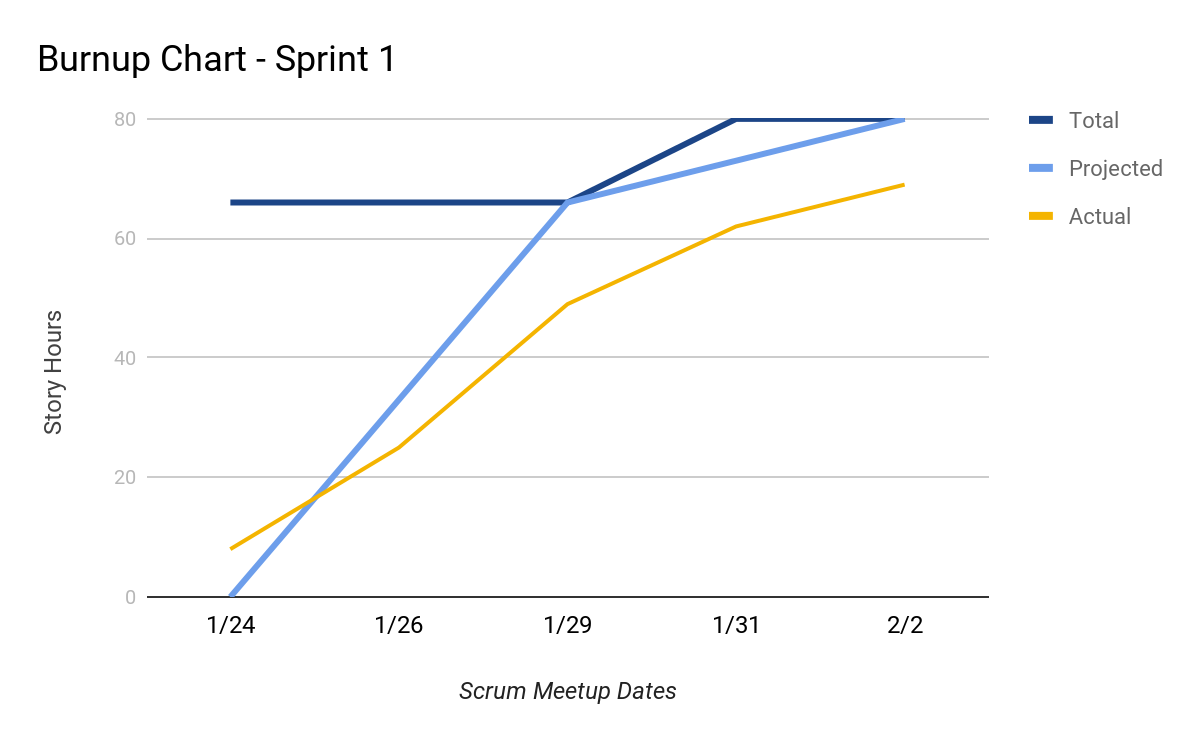 Burnup Chart - Sprint 1
80
60
40
20
0
Story Hours
1/24
1/26
1/29
1/31
2/2
Scrum Meetup Dates
Total
Projected
Actual